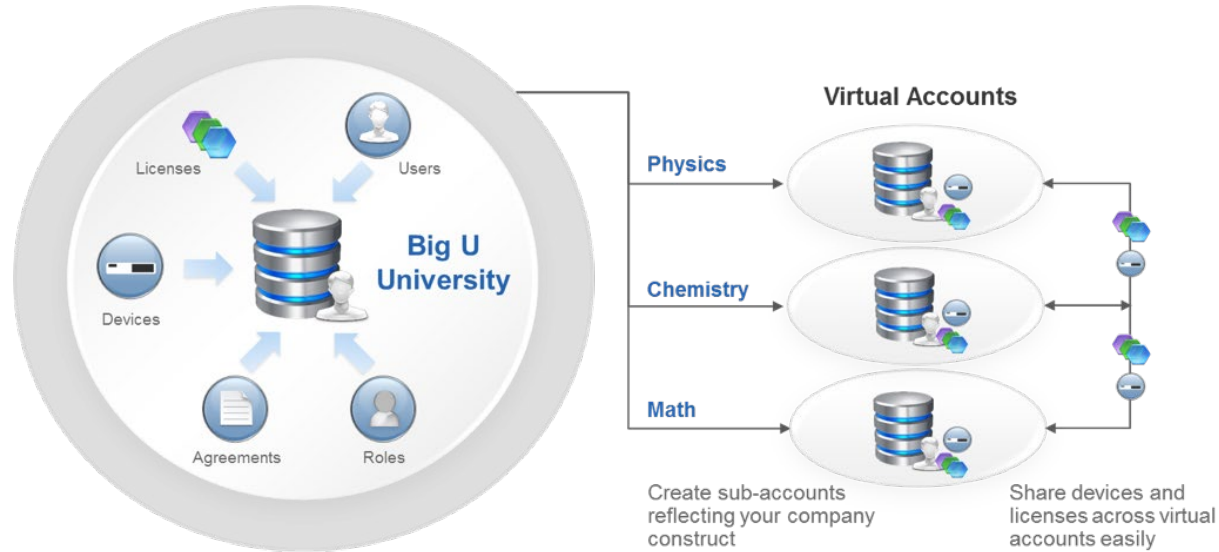 Licenses
Users
Big U
University
Devices
Agreements
Roles
Virtual Accounts
Physics
Chemistry
Math
Create sub-accounts
reflecting your company
construct
Share devices and
licenses across virtual
accounts easily